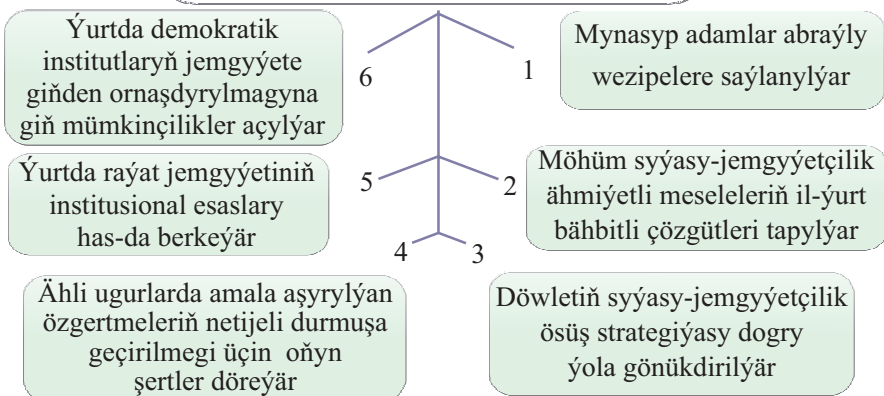 Ýurtda demokratik
institutlaryň jemgyýete
giňden ornaşdyrylmagyna
giň mümkinçilikler açylýar
6
1
Mynasyp adamlar abraýly
wezipelere saýlanylýar
Ýurtda raýat jemgyýetiniň
institusional esaslary
has-da berkeýär
5
2
Möhüm syýasy-jemgyýetçilik
ähmiýetli meseleleriň il-ýurt
bähbitli çözgütleri tapylýar
4
3
Ähli ugurlarda amala aşyrylýan
özgertmeleriň netijeli durmuşa
geçirilmegi üçin oňyn
şertler döreýär
Döwletiň syýasy-jemgyýetçilik
ösüş strategiýasy dogry
ýola gönükdirilýär